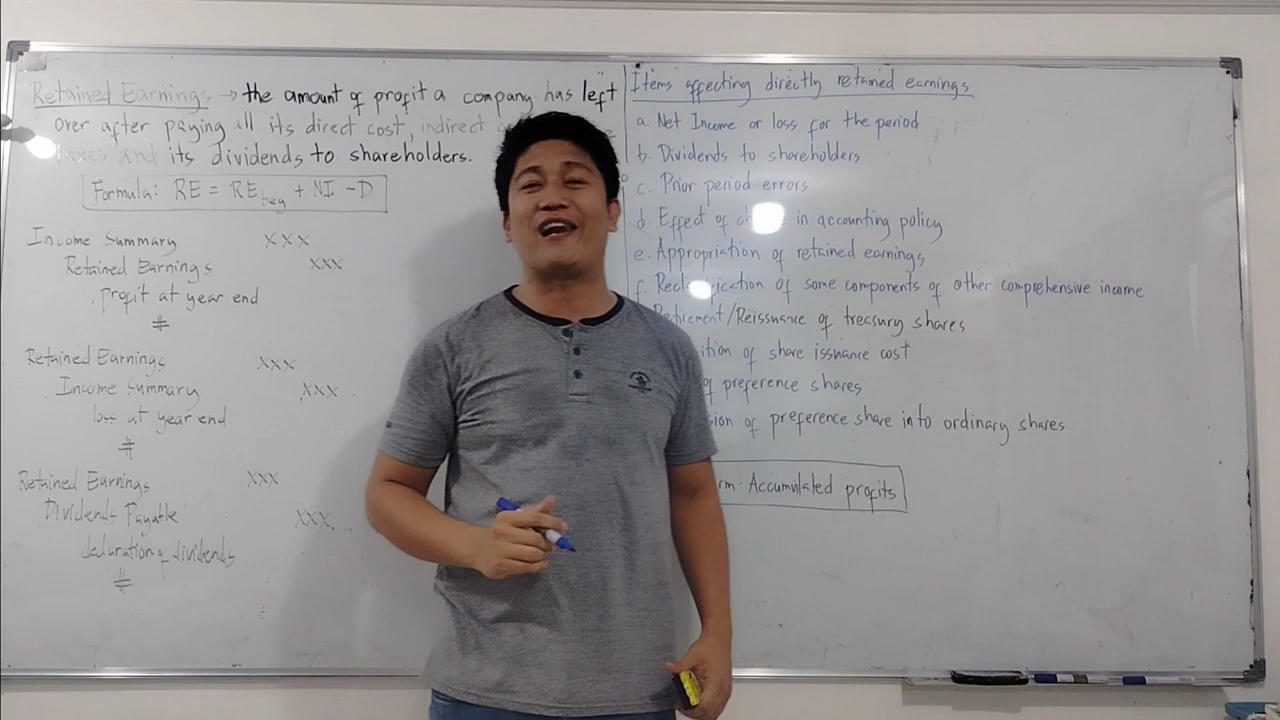 Retained Earnings → the amount of profit a company has left
over after paying all its direct cost, indirect
taxes and its dividends to shareholders.
Formula: RE = RE beg + NI - D
Income Summary XXX
Retained Earnings XXX
profit at year end
#
Retained Earnings XXX
Income Summary XXX
loss at year end
#
Retained Earnings XXX
Dividends Payable XXX
declaration of dividends
#
Items affecting directly retained earnings
a. Net Income or loss for the period
b. Dividends to shareholders
c. Prior period errors
d. Effect of in accounting policy
e. Appropriation of retained earnings
f. of some components of other comprehensive income
Retirement/Reissuance of treasury shares
of share issuance cost
of preference shares
of preference share into ordinary shares
Accumulated profits